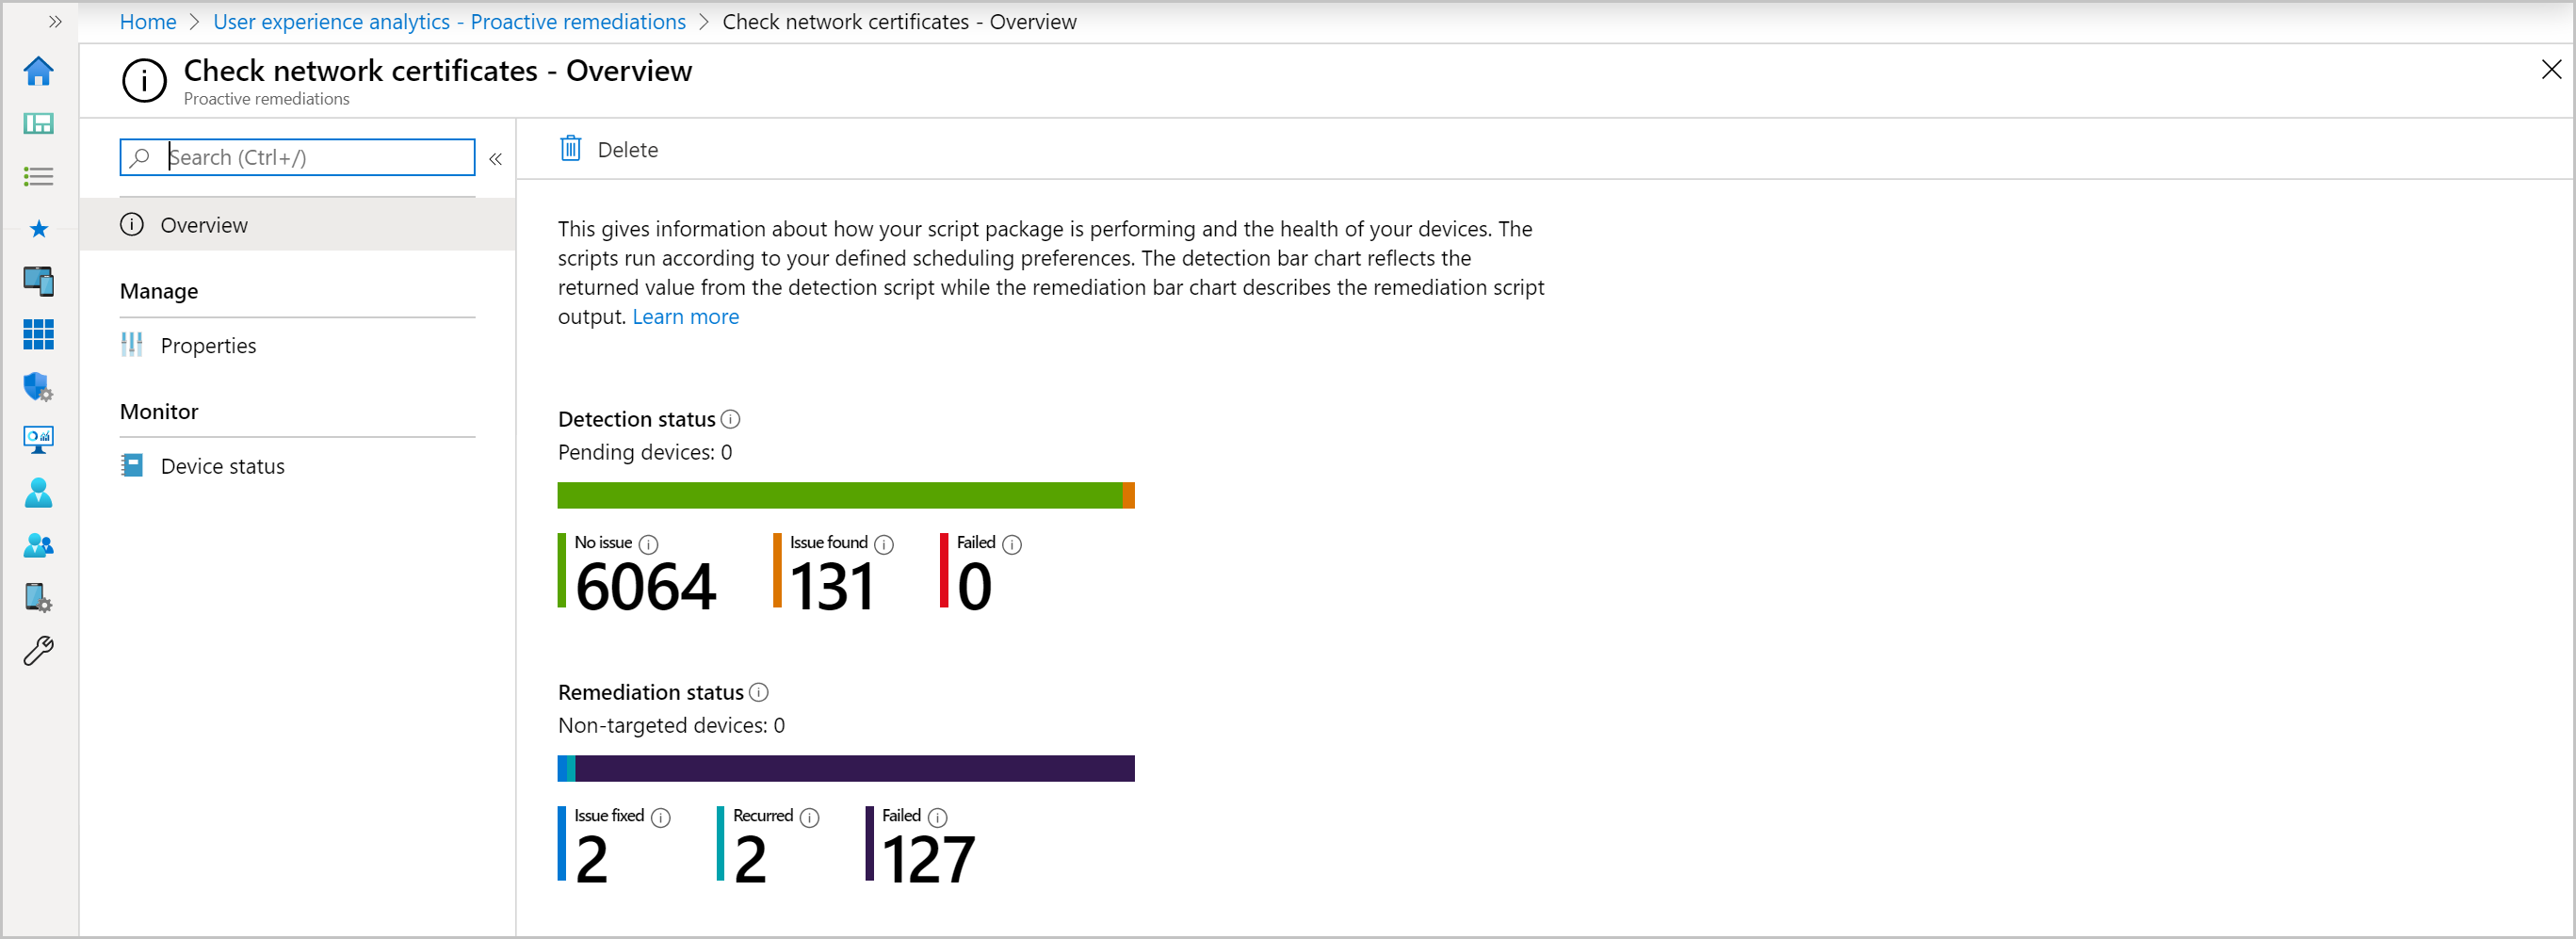 Home > User experience analytics - Proactive remediations > Check network certificates - Overview
Check network certificates - Overview
Proactive remediations
Search (Ctrl+/)
Overview
Manage
Properties
Monitor
Device status
Delete
This gives information about how your script package is performing and the health of your devices. The
scripts run according to your defined scheduling preferences. The detection bar chart reflects the
returned value from the detection script while the remediation bar chart describes the remediation script
output. Learn more
Detection status
Pending devices: 0
No issue Issue found Failed
6064 131 0
Remediation status
Non-targeted devices: 0
Issue fixed Recurred Failed
2 2 127